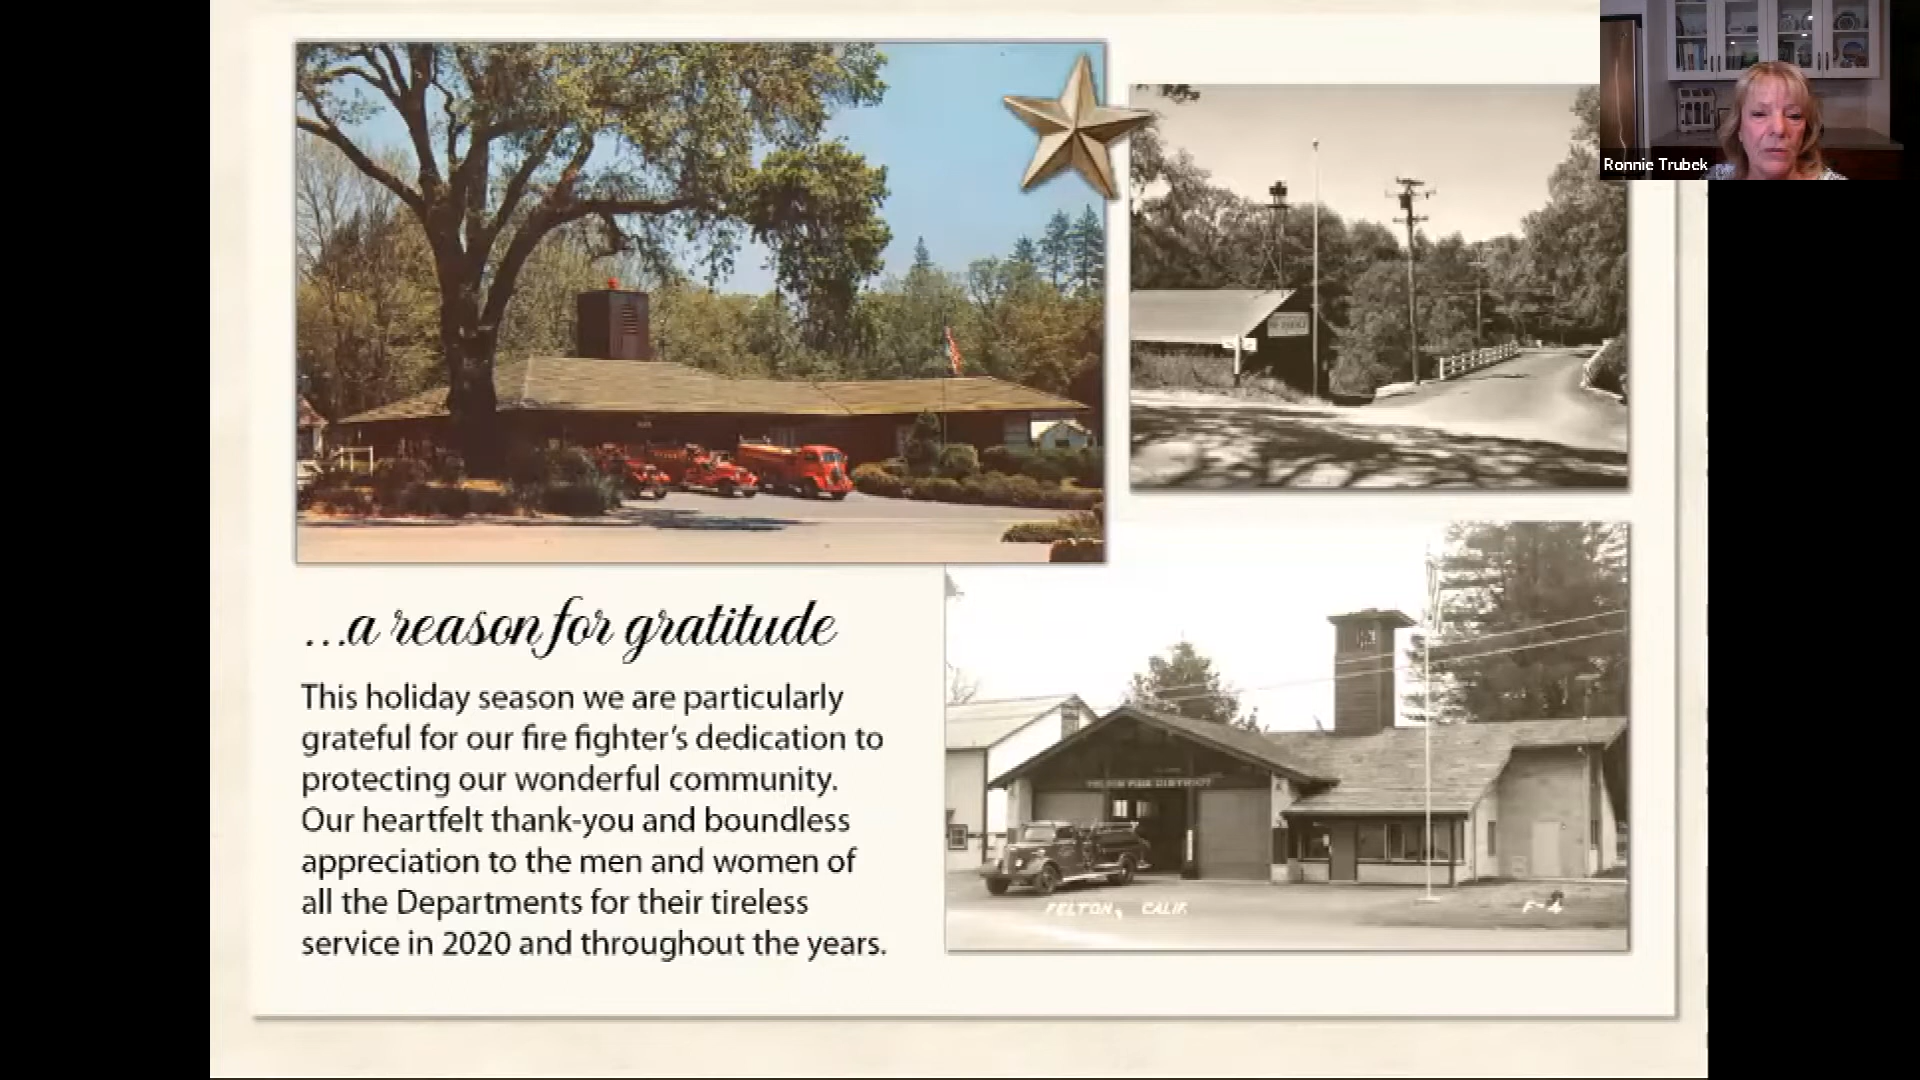 Ronnie Trubek
...a reason for gratitude
This holiday season we are particularly
grateful for our fire fighter's dedication to
protecting our wonderful community.
Our heartfelt thank-you and boundless
appreciation to the men and women of
all the Departments for their tireless
service in 2020 and throughout the years.
FELTON FIRE DISTRICT
FELTON, CALIF.
F-4